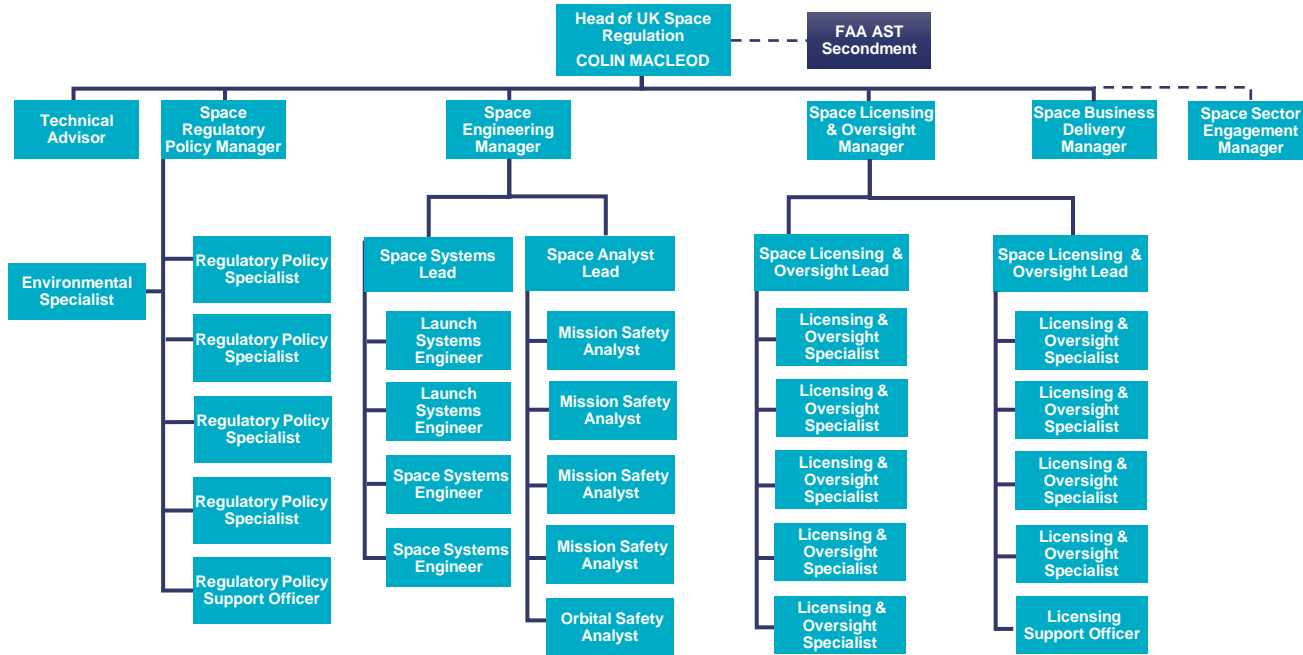 Head of UK Space
Regulation
COLIN MACLEOD
FAA AST
Secondment
Technical
Advisor
Space
Regulatory
Policy Manager
Space
Engineering
Manager
Space Licensing
& Oversight
Manager
Space Business
Delivery
Manager
Space Sector
Engagement
Manager
Environmental
Specialist
Regulatory Policy
Specialist
Regulatory Policy
Specialist
Regulatory Policy
Specialist
Regulatory Policy
Specialist
Regulatory Policy
Support Officer
Space Systems
Lead
Launch
Systems
Engineer
Launch
Systems
Engineer
Space Systems
Engineer
Space Systems
Engineer
Space Analyst
Lead
Mission Safety
Analyst
Mission Safety
Analyst
Mission Safety
Analyst
Mission Safety
Analyst
Orbital Safety
Analyst
Space Licensing &
Oversight Lead
Licensing &
Oversight
Specialist
Licensing &
Oversight
Specialist
Licensing &
Oversight
Specialist
Licensing &
Oversight
Specialist
Licensing &
Oversight
Specialist
Space Licensing &
Oversight Lead
Licensing &
Oversight
Specialist
Licensing &
Oversight
Specialist
Licensing &
Oversight
Specialist
Licensing &
Oversight
Specialist
Licensing
Support Officer